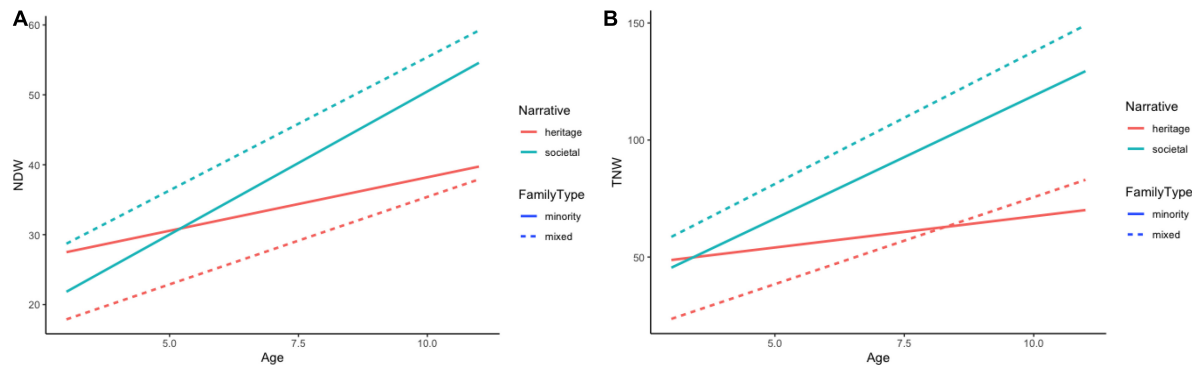 A
60
50
40
30
20
NDW
5.0
7.5
10.0
Age
Narrative
heritage
societal
FamilyType
minority
mixed
B
150
100
50
TNW
5.0
7.5
10.0
Age
Narrative
heritage
societal
FamilyType
minority
mixed